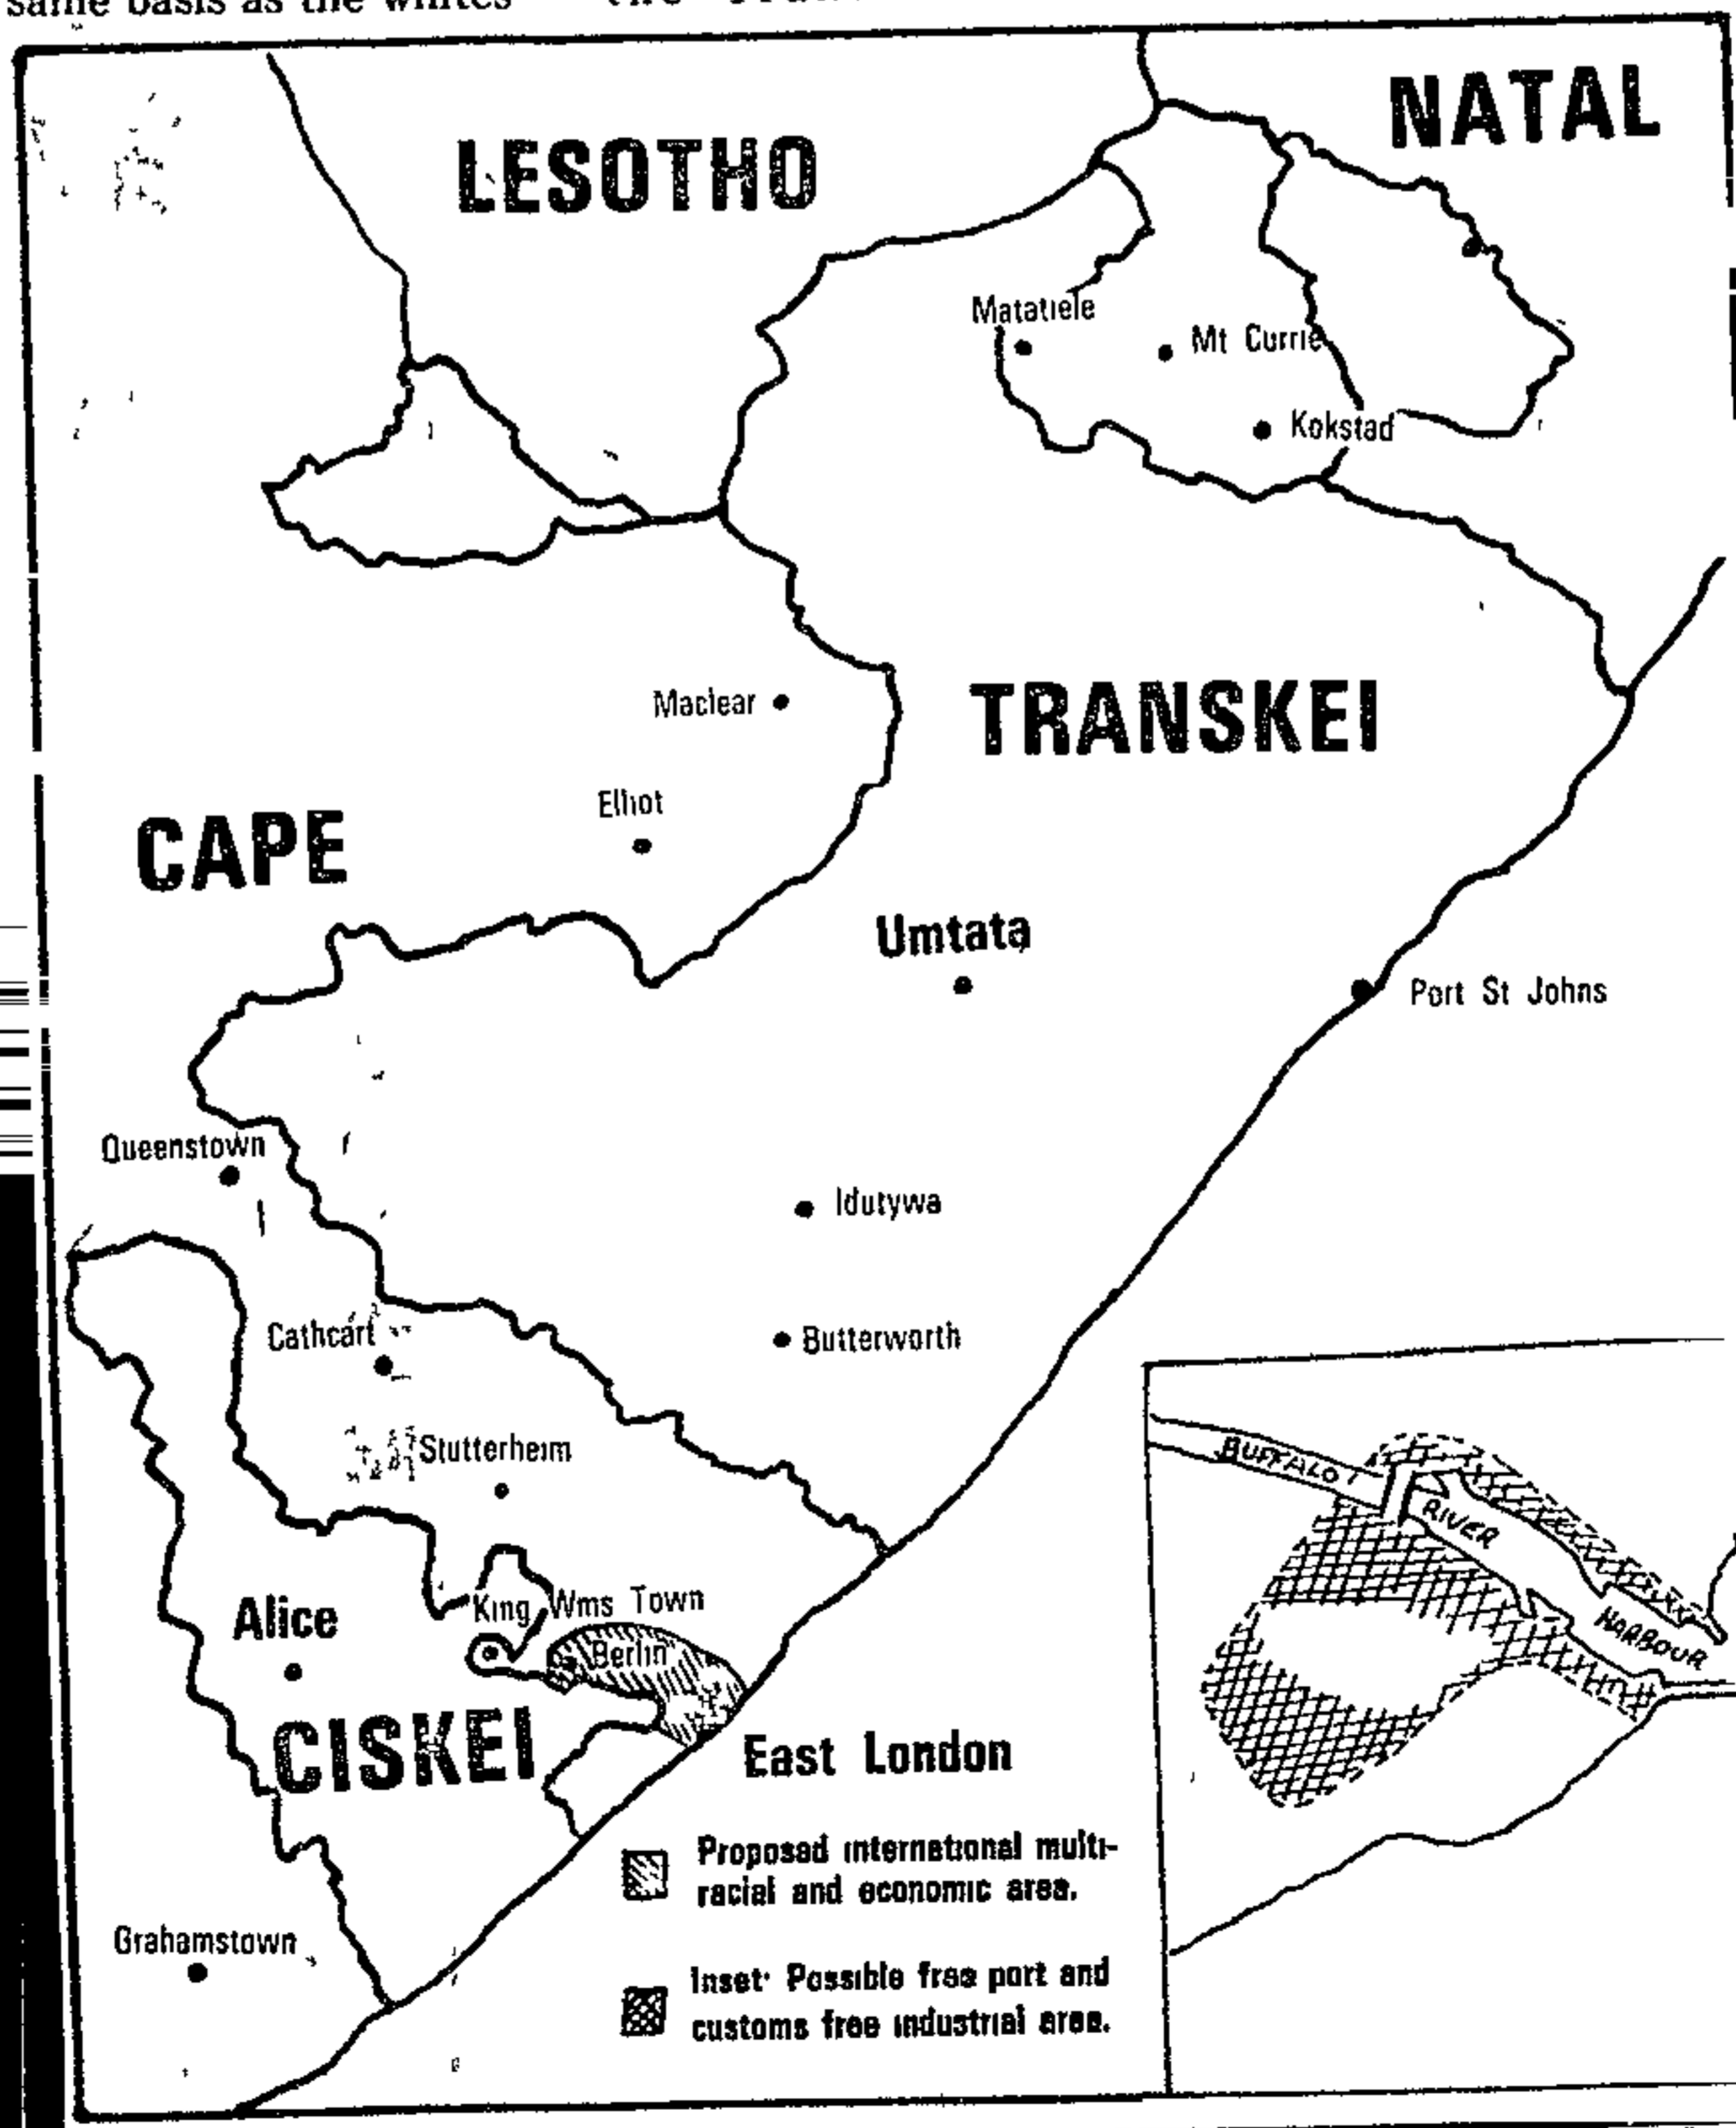 same basis as the whites
NATAL
LESOTHO
Matatiele
Mt Currie
Kokstad
Maclear
TRANSKEI
Elliot
CAPE
Umtata
Port St Johns
Queenstown
Idutywa
Cathcart
Butterworth
Stutterheim
BUFFALO
RIVER
HARBOUR
King Wms Town
Alice
Berlin
CISKEI
East London
Proposed international multi-
racial and economic area.
Grahamstown
Inset: Possible free port and
customs free industrial area.